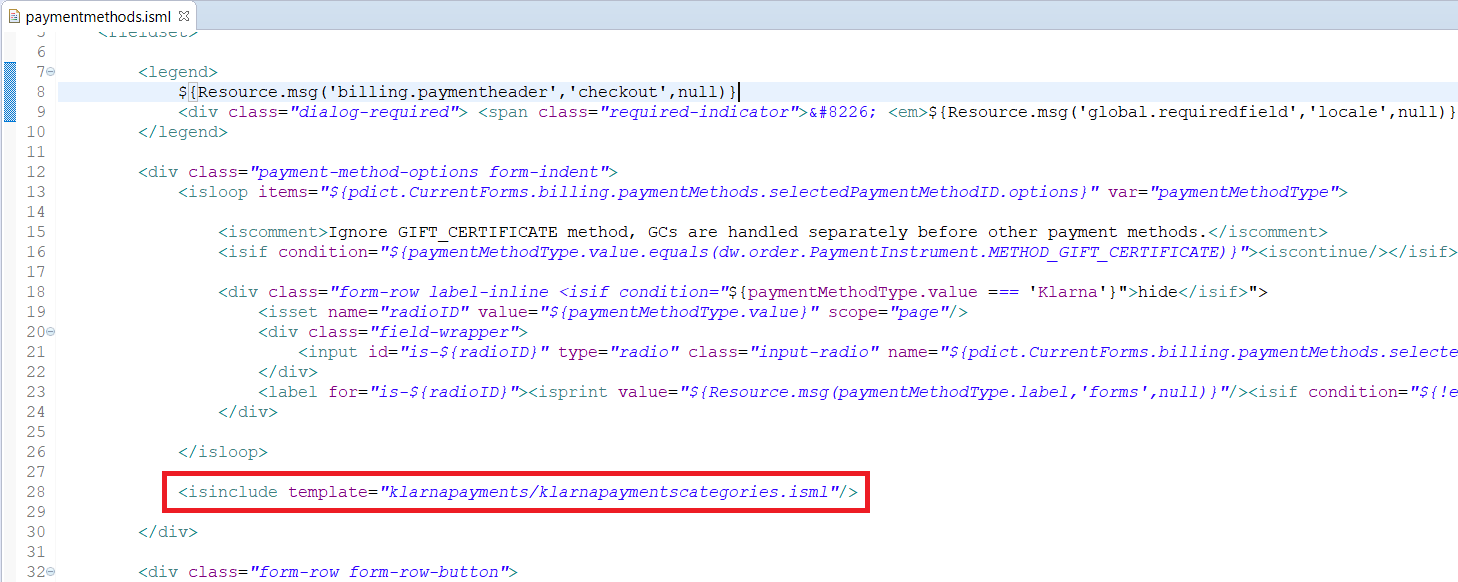 paymentmethods.isml
5 <fieldset>
6
7 <legend>
8 ${Resource.msg('billing.paymentheader','checkout',null)}
9 <div class="dialog-required"> <span class="required-indicator">&#8226; <em>${Resource.msg('global.requiredfield','locale',null)}
10 </legend>
11
12 <div class="payment-method-options form-indent">
13 <isloop items="${pdict.CurrentForms.billing.paymentMethods.selectedPaymentMethodID.options}" var="paymentMethodType">
14
15 <iscomment>Ignore GIFT_CERTIFICATE method, GCs are handled separately before other payment methods.</iscomment>
16 <isif condition="${paymentMethodType.value.equals(dw.order.PaymentInstrument.METHOD_GIFT_CERTIFICATE)}"><iscontinue/></isif>
17
18 <div class="form-row label-inline <isif condition="${paymentMethodType.value === 'Klarna'}">hide</isif>">
19 <isset name="radioID" value="${paymentMethodType.value}" scope="page"/>
20 <div class="field-wrapper">
21 <input id="is-${radioID}" type="radio" class="input-radio" name="${pdict.CurrentForms.billing.paymentMethods.selecte
22 </div>
23 <label for="is-${radioID}"><isprint value="${Resource.msg(paymentMethodType.label,'forms',null)}"/><isif condition="${!e
24 </div>
25
26 </isloop>
27
28 <isinclude template="klarnapayments/klarnapaymentscategories.isml"/>
29
30 </div>
31
32 <div class="form-row form-row-button">